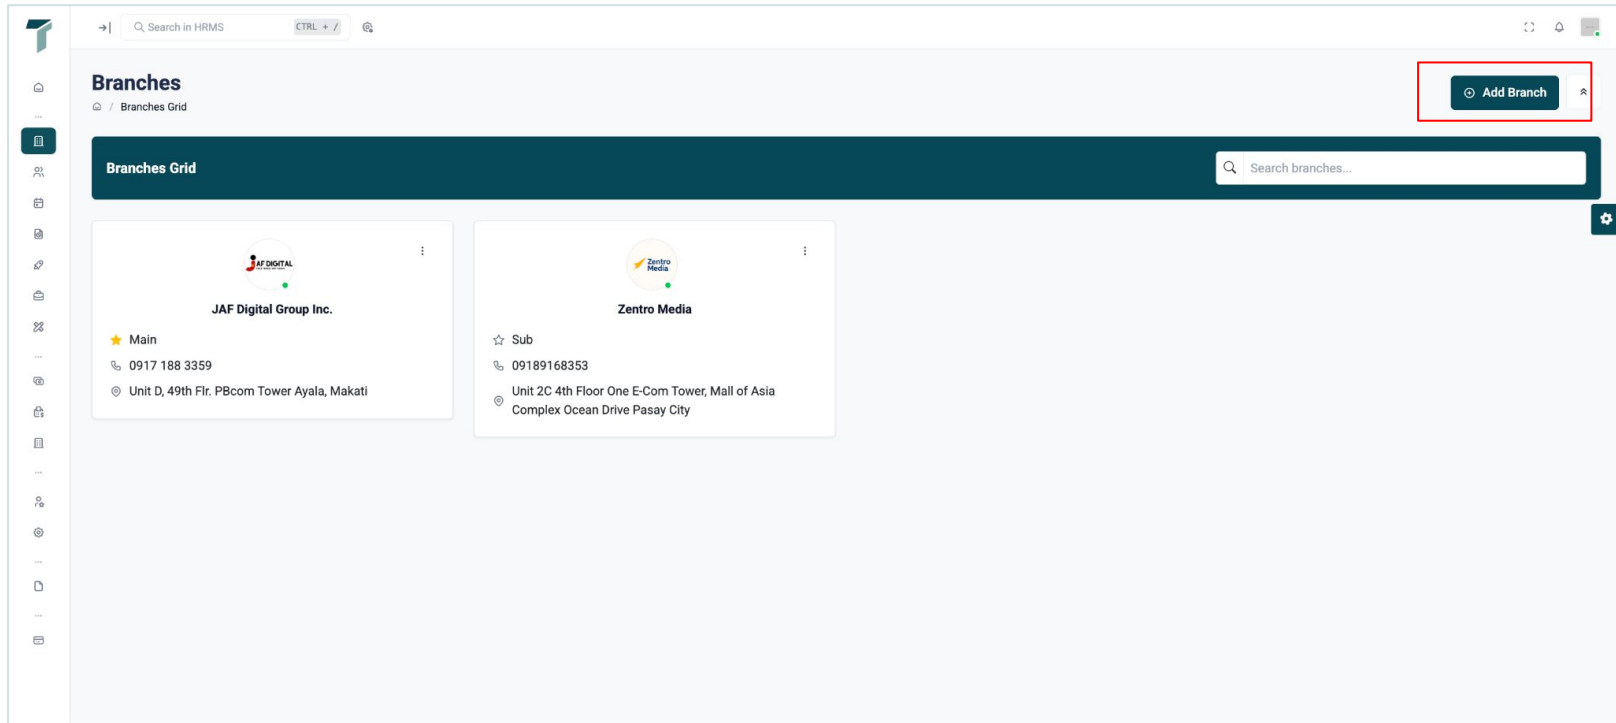 Search in HRMS CTRL + /
Branches
/ Branches Grid
Add Branch
Branches Grid
Search branches...
JAF DIGITAL
JAF Digital Group Inc.
Main
0917 188 3359
Unit D, 49th Flr. PBcom Tower Ayala, Makati
Zentro
Media
Zentro Media
Sub
09189168353
Unit 2C 4th Floor One E-Com Tower, Mall of Asia
Complex Ocean Drive Pasay City